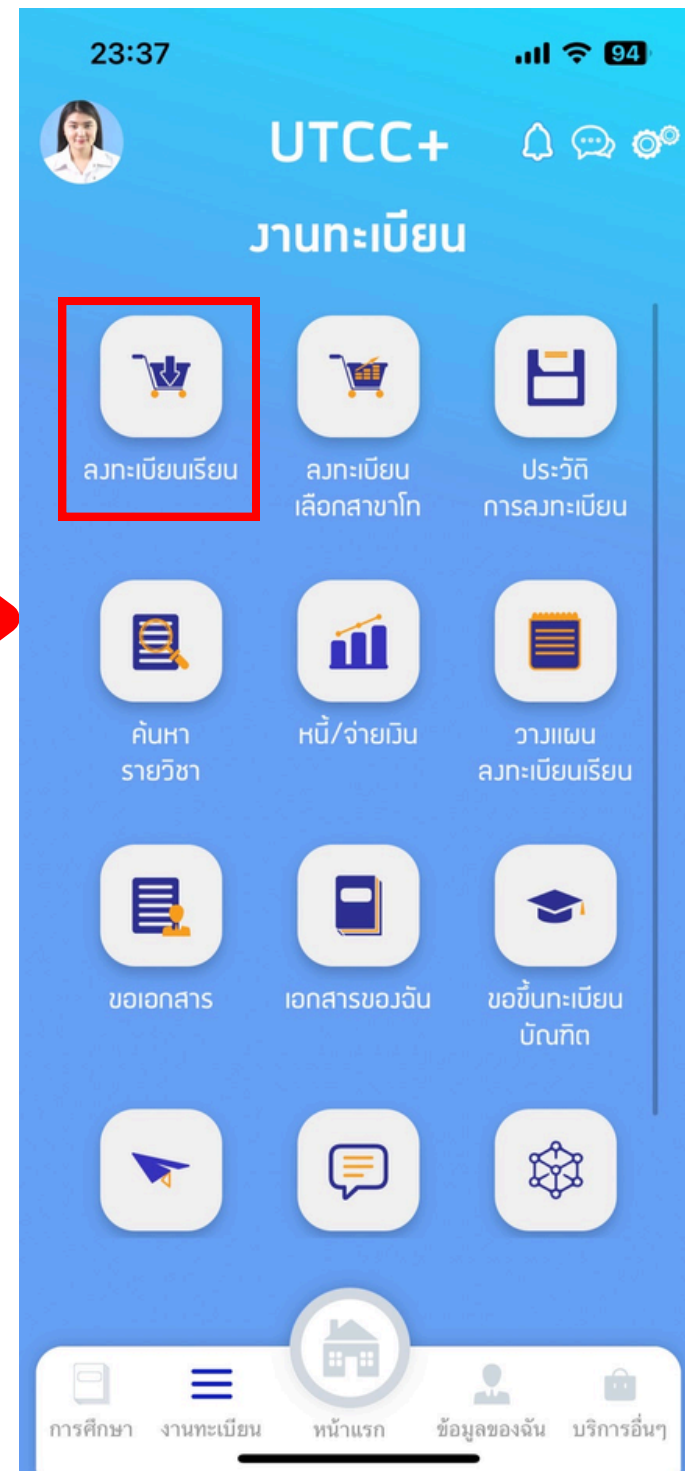 23:37
94
UTCC+
งานทะเบียน
ลงทะเบียนเรียน
ลงทะเบียน
เลือกสาขาโท
ประวัติ
การลงทะเบียน
ค้นหา
รายวิชา
หนี้/จ่ายเงิน
วางแผน
ลงทะเบียนเรียน
ขอเอกสาร
เอกสารของฉัน
ขอขึ้นทะเบียน
บัณฑิต
การศึกษา
งานทะเบียน
หน้าแรก
ข้อมูลของฉัน
บริการอื่นๆ